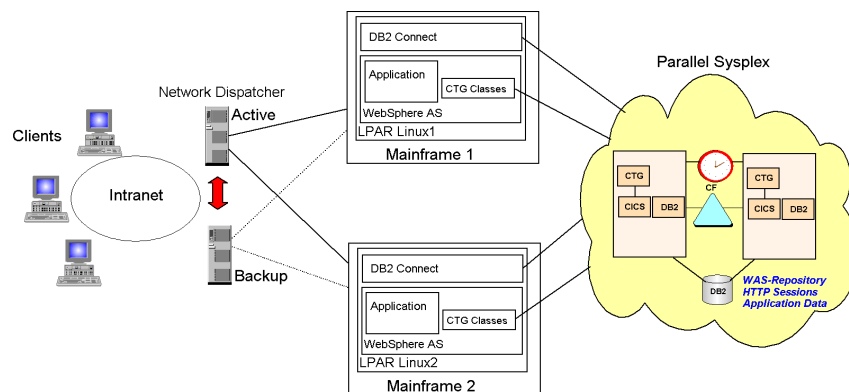 Clients
Intranet
Network Dispatcher
Active
Backup
DB2 Connect
Application
CTG Classes
WebSphere AS
LPAR Linux1
Mainframe 1
DB2 Connect
Application
CTG Classes
WebSphere AS
LPAR Linux2
Mainframe 2
Parallel Sysplex
CTG
CICS
DB2
CF
CTG
CICS
DB2
DB2
WAS-Repository
HTTP Sessions
Application Data